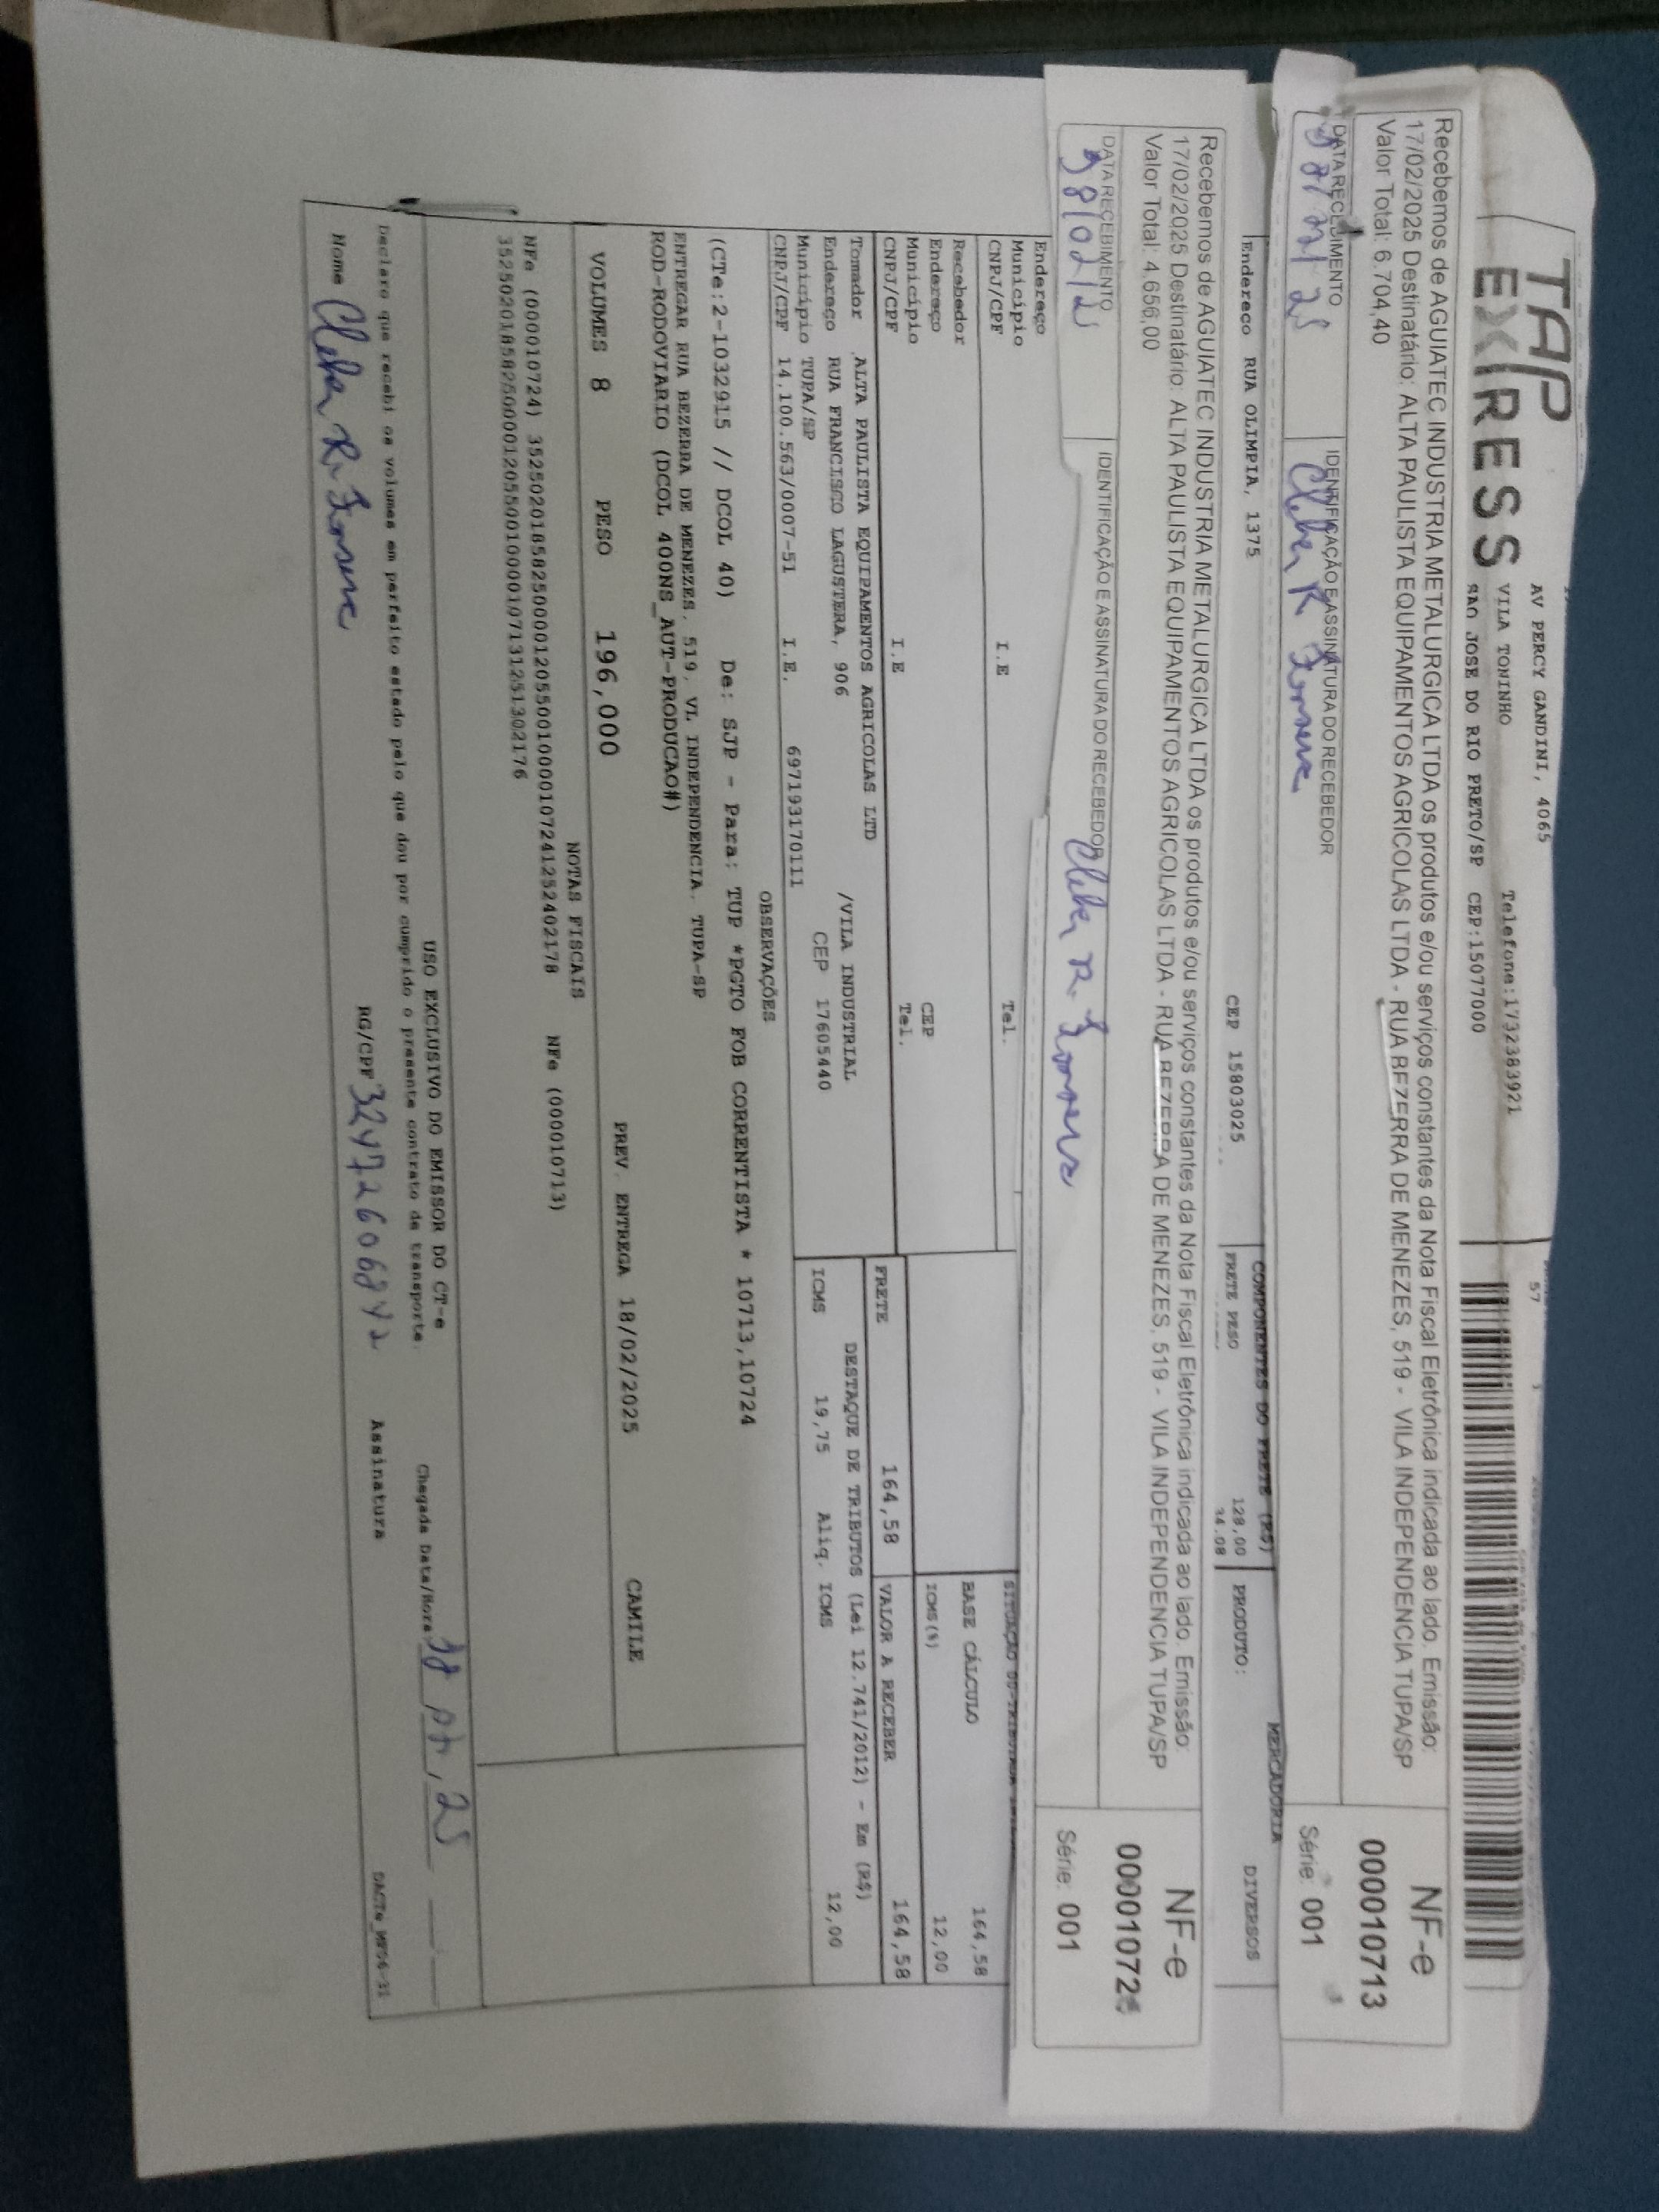 TAP
EXPRESS
AV PERCY GANDINI, 4065
VILA TONINHO
Telefone:1732383921
SAO JOSE DO RIO PRETO/SP CEP:15077000
57
Recebemos de AGUIATEC INDUSTRIA METALURGICA LTDA os produtos e/ou serviços constantes da Nota Fiscal Eletrônica indicada ao lado. Emissão:
17/02/2025 Destinatário: ALTA PAULISTA EQUIPAMENTOS AGRICOLAS LTDA - RUA BEZERRA DE MENEZES, 519 - VILA INDEPENDENCIA TUPA/SP
Valor Total: 6.704,40
NF-e
000010713
Série: 001
DATA RECEBIMENTO
IDENTIFICAÇÃO E ASSINATURA DO RECEBEDOR
COMPONENTES DO FRETE (R$)
MERCADORIA
Endereco RUA OLIMPIA, 1375
CEP 15803025
FRETE PESO 128,00
34,08
PRODUTO: DIVERSOS
Recebemos de AGUIATEC INDUSTRIA METALURGICA LTDA os produtos e/ou serviços constantes da Nota Fiscal Eletrônica indicada ao lado. Emissão:
17/02/2025 Destinatário: ALTA PAULISTA EQUIPAMENTOS AGRICOLAS LTDA - RUA BEZERRA DE MENEZES, 519 - VILA INDEPENDENCIA TUPA/SP
Valor Total: 4.656,00
NF-e
Série: 001
DATA RECEBIMENTO
IDENTIFICAÇÃO E ASSINATURA DO RECEBEDOR
Endereço
Município
Tel.
CNPJ/CPF
I.E
Recebedor
Endereço
CEP
Município
Tel.
CNPJ/CPF
I.E
BASE CÁLCULO 164,58
ICMS(%) 12,00
FRETE 164,58
VALOR A RECEBER 164,58
DESTAQUE DE TRIBUTOS (Lei 12.741/2012) - Em (R$)
ICMS 19,75 Aliq. ICMS 12,00
Tomador ALTA PAULISTA EQUIPAMENTOS AGRICOLAS LTD
Endereço RUA FRANCISCO LAGUSTERA, 906 /VILA INDUSTRIAL
Município TUPA/SP CEP 17605440
CNPJ/CPF 14.100.563/0007-51 I.E. 697193170111
OBSERVAÇÕES
(CTe:2-1032915 // DCOL 40) De: SJP - Para: TUP *PGTO FOB CORRENTISTA * 10713,10724
ENTREGAR RUA BEZERRA DE MENEZES, 519, VL INDEPENDENCIA, TUPA-SP
ROD-RODOVIARIO (DCOL 400NS_AUT-PRODUCAO#)
VOLUMES 8 PESO 196,000 PREV. ENTREGA 18/02/2025 CAMILE
NOTAS FISCAIS
NFe (000010724) 35250201858250000120550010000107241252402178 NFe (000010713)
35250201858250000120550010000107131251302176
USO EXCLUSIVO DO EMISSOR DO CT-e
Declaro que recebi os volumes em perfeito estado pelo que dou por cumprido o presente contrato de transporte.
Chegada Data/Hora
Nome
RG/CPF 32472606842
Assinatura